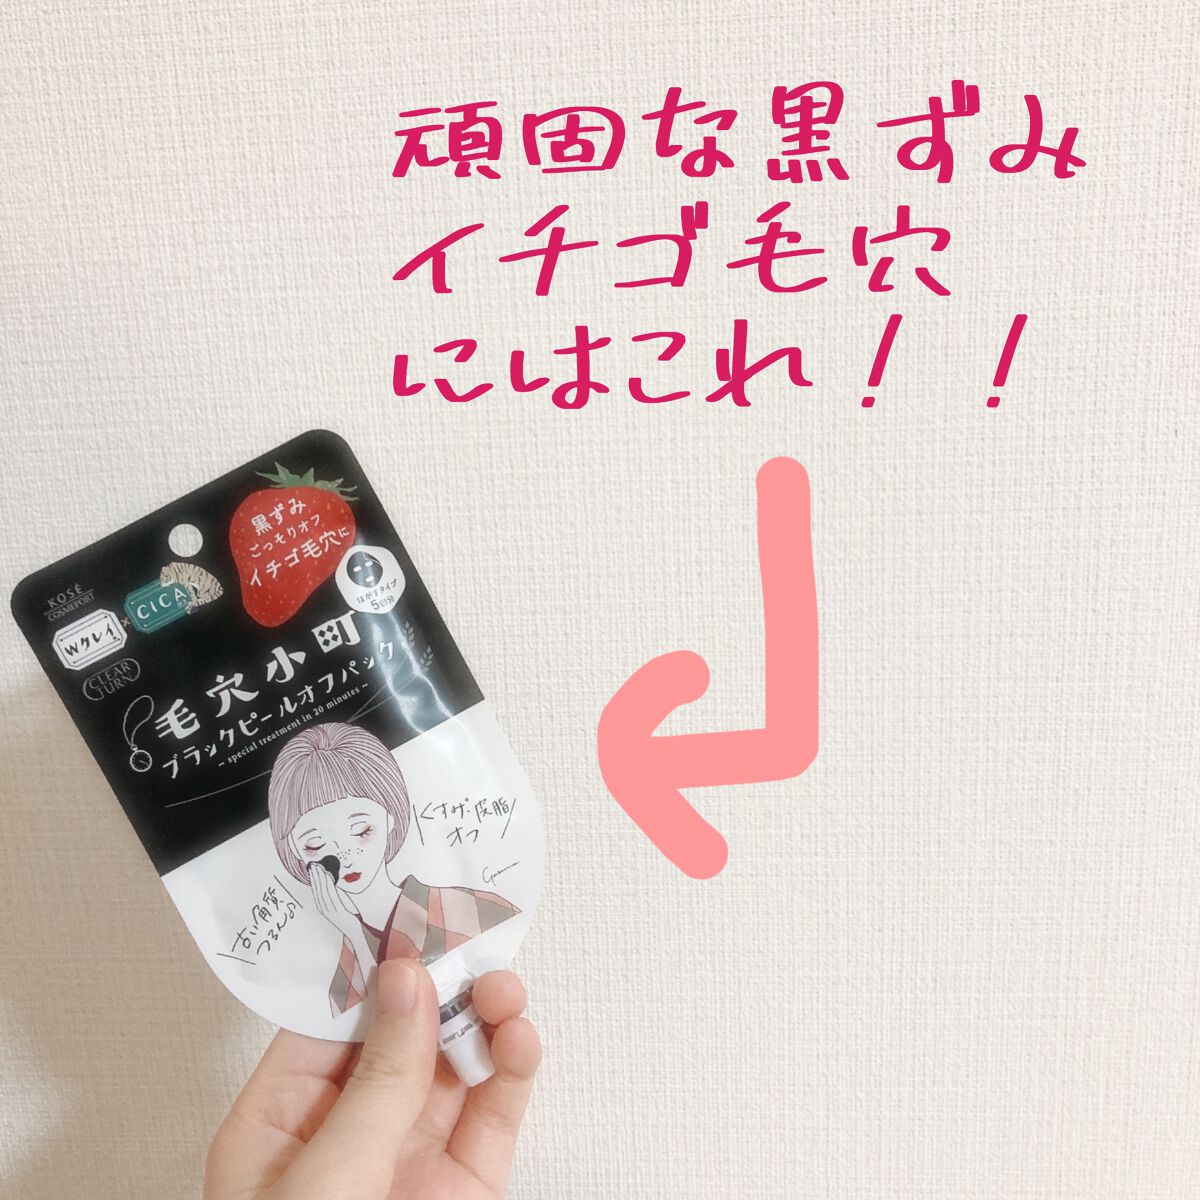 頑固な黒ずみ
イチゴ毛穴
にはこれ！！
黒ずみ
ごっそりオフ
イチゴ毛穴に
KOSÉ
COSMEPORT
Wクレイ
×
CICA
はがすタイプ
5回分
CLEAR
TURN
毛穴小町
ブラックピールオフパック
~ special treatment in 20 minutes ~
くすみ・皮脂
オフ
古い角質
つるんっ